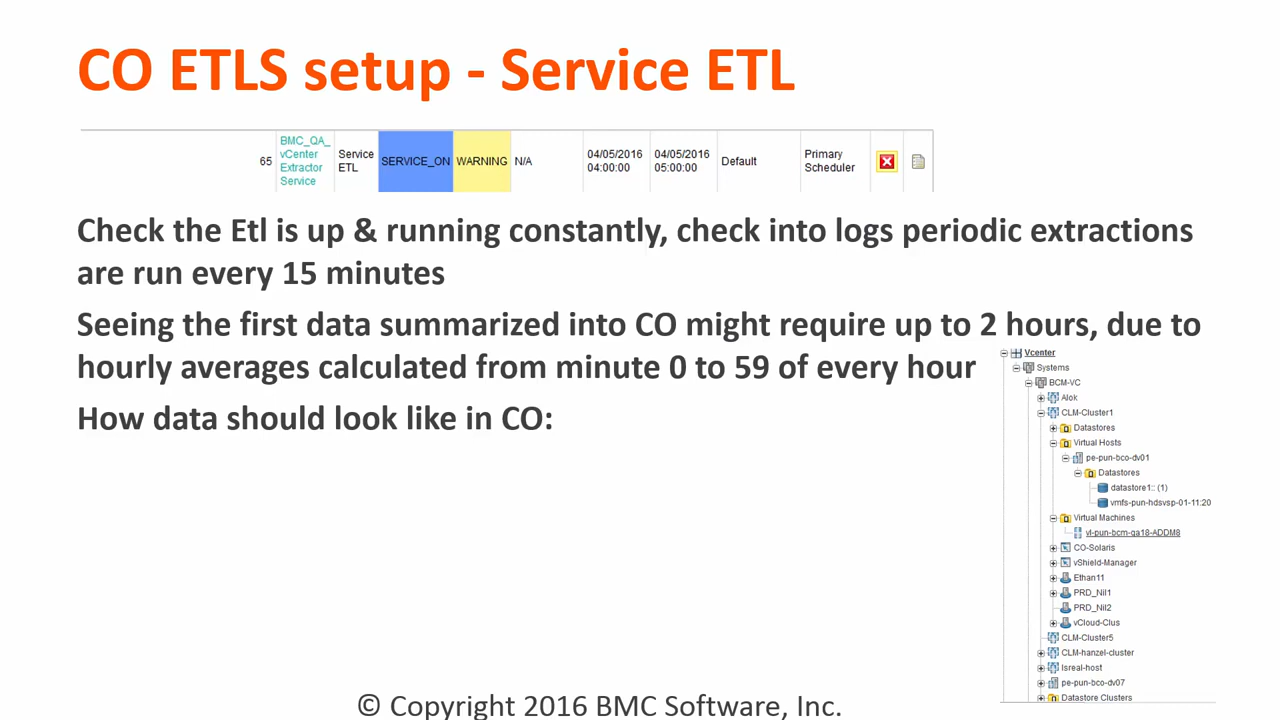 CO ETLS setup - Service ETL
65 BMC_QA_ vCenter Extractor Service Service ETL SERVICE_ON WARNING N/A 04/05/2016 04:00:00 04/05/2016 05:00:00 Default Primary Scheduler
Check the Etl is up & running constantly, check into logs periodic extractions
are run every 15 minutes
Seeing the first data summarized into CO might require up to 2 hours, due to
hourly averages calculated from minute 0 to 59 of every hour
How data should look like in CO:
Vcenter
Systems
BCM-VC
Alok
CLM-Cluster1
Datastores
Virtual Hosts
pe-pun-bco-dv01
Datastores
datastore1:: (1)
vmfs-pun-hdsvsp-01-11:20
Virtual Machines
vl-pun-bcm-qa18-ADDM8
CO-Solaris
vShield-Manager
Ethan11
PRD_Nil1
PRD_Nil2
vCloud-Clus
CLM-Cluster5
CLM-hanzel-cluster
Isreal-host
pe-pun-bco-dv07
Datastore Clusters
© Copyright 2016 BMC Software, Inc.